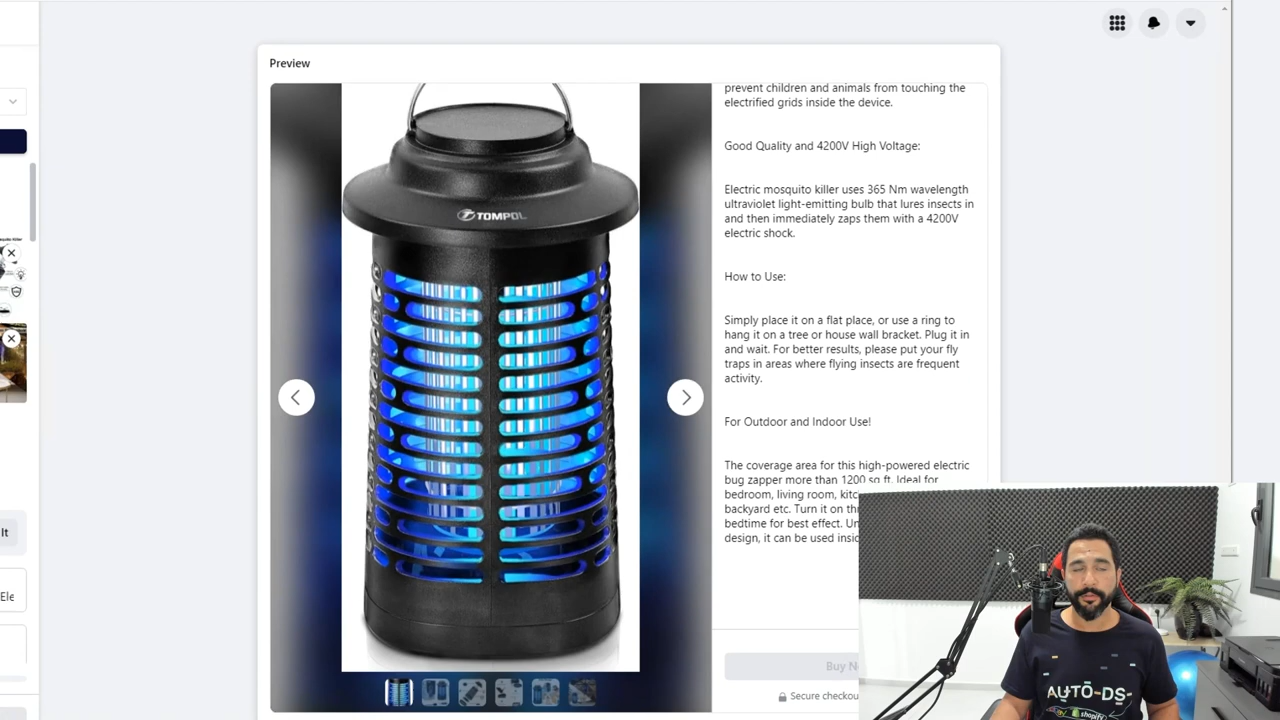 Preview
prevent children and animals from touching the
electrified grids inside the device.
Good Quality and 4200V High Voltage:
Electric mosquito killer uses 365 Nm wavelength
ultraviolet light-emitting bulb that lures insects in
and then immediately zaps them with a 4200V
electric shock.
How to Use:
Simply place it on a flat place, or use a ring to
hang it on a tree or house wall bracket. Plug it in
and wait. For better results, please put your fly
traps in areas where flying insects are frequent
activity.
For Outdoor and Indoor Use!
The coverage area for this high-powered electric
bug zapper more than 1200 sq ft. Ideal for
bedroom, living room,
backyard etc. Turn it on
bedtime for best effect.
design, it can be used
Buy
Secure
TOMPOL
It
Ele
AUTO-DS-
shopify